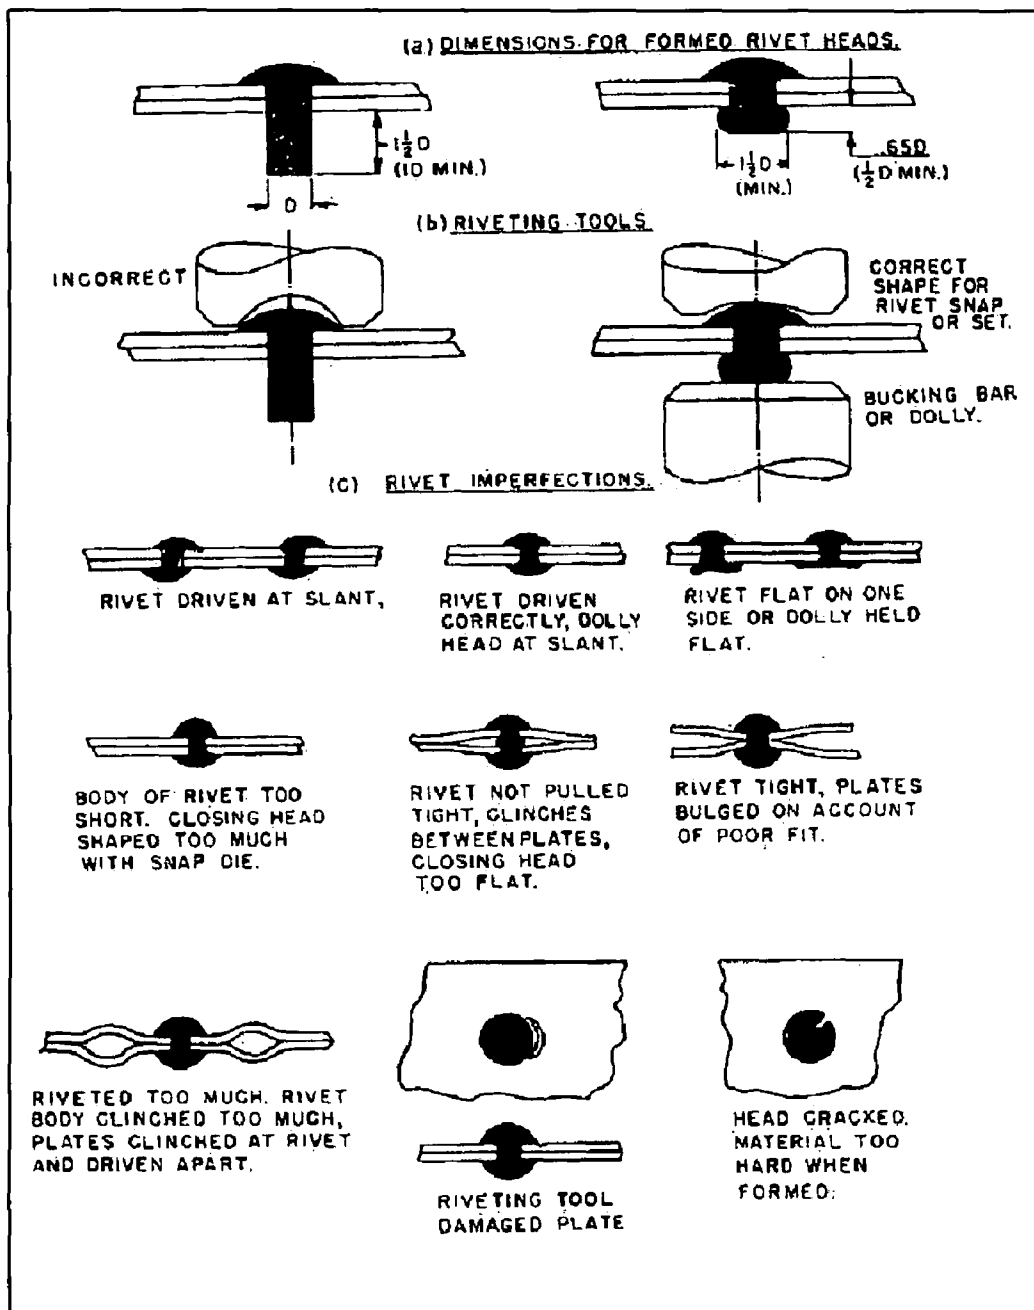 (a) DIMENSIONS FOR FORMED RIVET HEADS.
1½D
(1D MIN.)
D
1½D
(MIN.)
.65D
(½D MIN.)
(b) RIVETING TOOLS
INCORRECT
CORRECT
SHAPE FOR
RIVET SNAP
OR SET.
BUCKING BAR
OR DOLLY.
(c) RIVET IMPERFECTIONS.
RIVET DRIVEN AT SLANT,
RIVET DRIVEN
CORRECTLY, DOLLY
HEAD AT SLANT.
RIVET FLAT ON ONE
SIDE OR DOLLY HELD
FLAT.
BODY OF RIVET TOO
SHORT. CLOSING HEAD
SHAPED TOO MUCH
WITH SNAP DIE.
RIVET NOT PULLED
TIGHT, CLINCHES
BETWEEN PLATES,
CLOSING HEAD
TOO FLAT.
RIVET TIGHT, PLATES
BULGED ON ACCOUNT
OF POOR FIT.
RIVETED TOO MUCH. RIVET
BODY CLINCHED TOO MUCH,
PLATES CLINCHED AT RIVET
AND DRIVEN APART.
RIVETING TOOL
DAMAGED PLATE
HEAD CRACKED.
MATERIAL TOO
HARD WHEN
FORMED.